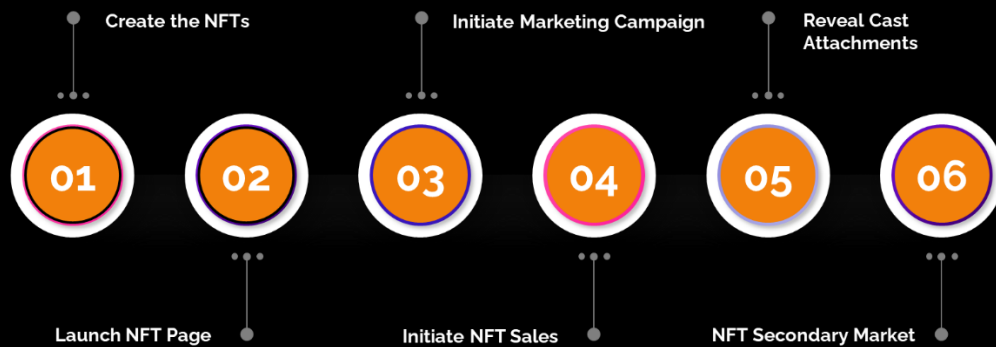 Create the NFTs
Initiate Marketing Campaign
Reveal Cast
Attachments
01
02
03
04
05
06
Launch NFT Page
Initiate NFT Sales
NFT Secondary Market